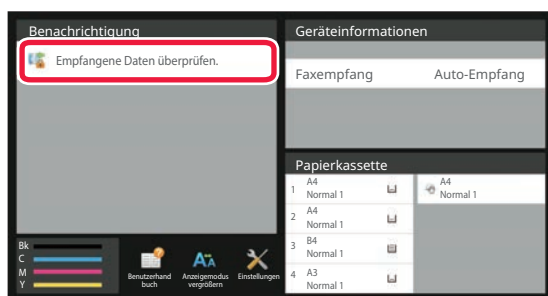 Benachrichtigung
Empfangene Daten überprüfen.
Geräteinformationen
Faxempfang Auto-Empfang
Papierkassette
1 A4
Normal 1
2 A4
Normal 1
3 B4
Normal 1
4 A3
Normal 1
A4
Normal 1
Bk
C
M
Y
Benutzerhand
buch
Anzeigemodus
vergrößern
Einstellungen